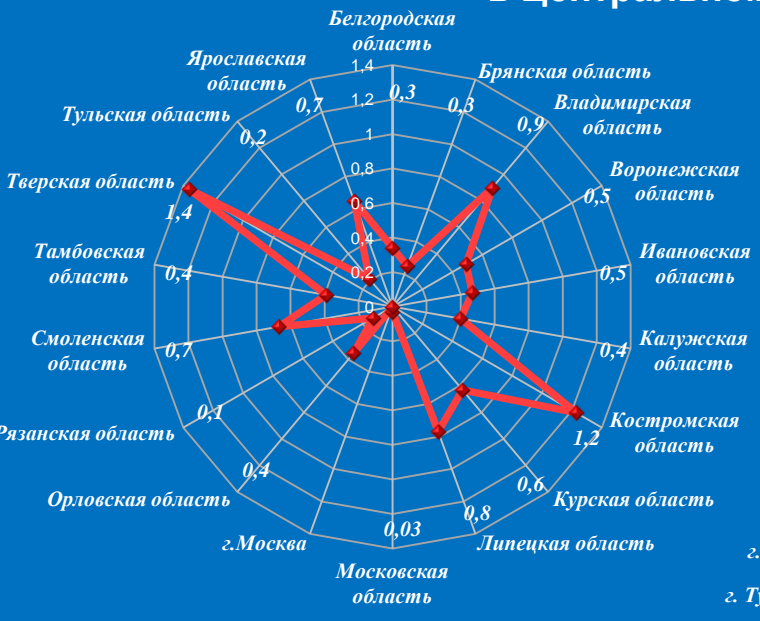 Белгородская
область
Ярославская
область
Брянская область
Тульская область
Владимирская
область
Тверская область
Воронежская
область
Тамбовская
область
Ивановская
область
Смоленская
область
Калужская
область
Рязанская область
Костромская
область
Орловская область
Курская область
г.Москва
Липецкая область
Московская
область
1,4
1,2
1
0,8
0,6
0,4
0,2
0
0,3
0,3
0,9
0,5
0,5
0,4
1,2
0,6
0,8
0,03
0,4
0,1
0,7
0,4
1,4
0,2
0,7
г.
г.